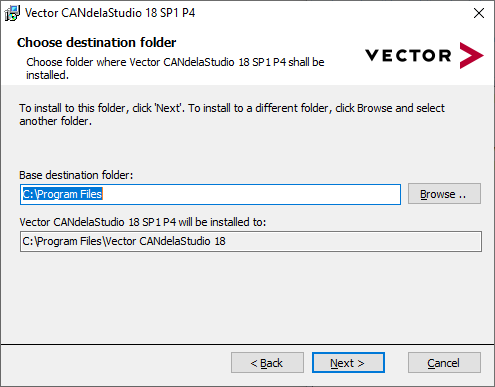 Vector CANdelaStudio 18 SP1 P4
Choose destination folder
Choose folder where Vector CANdelaStudio 18 SP1 P4 shall be
installed.
VECTOR
To install to this folder, click 'Next'. To install to a different folder, click Browse and select
another folder.
Base destination folder:
C:\Program Files
Browse ..
Vector CANdelaStudio 18 SP1 P4 will be installed to:
C:\Program Files\Vector CANdelaStudio 18
< Back
Next >
Cancel